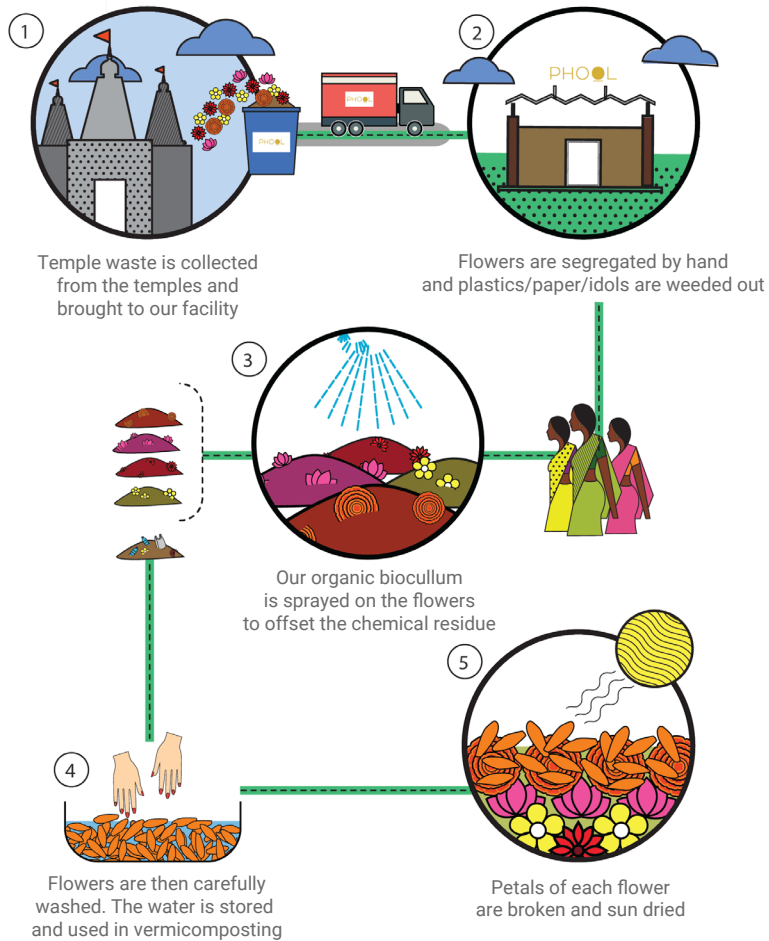 1
PHOOL
PHOOL
Temple waste is collected
from the temples and
brought to our facility
2
PHOOL
Flowers are segregated by hand
and plastics/paper/idols are weeded out
3
Our organic biocullum
is sprayed on the flowers
to offset the chemical residue
4
Flowers are then carefully
washed. The water is stored
and used in vermicomposting
5
Petals of each flower
are broken and sun dried